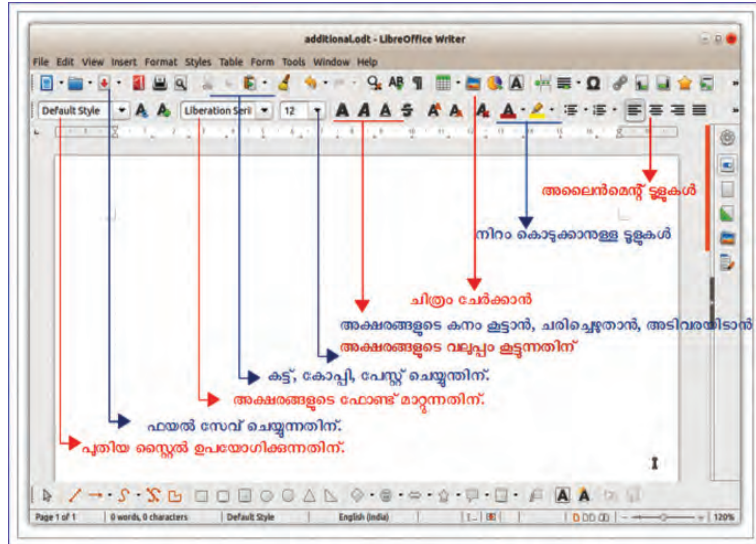 additional.odt - LibreOffice Writer
File Edit View Insert Format Styles Table Form Tools Window Help
Default Style Liberation Seri 12
അലൈൻമെന്റ് ടൂളുകൾ
നിറം കൊടുക്കാനുള്ള ടൂളുകൾ
ചിത്രം ചേർക്കാൻ
അക്ഷരങ്ങളുടെ കനം കൂട്ടാൻ, ചരിച്ചെഴുതാൻ, അടിവരയിടാൻ
അക്ഷരങ്ങളുടെ വലുപ്പം കൂട്ടുന്നതിന്
കട്ട്, കോപ്പി, പേസ്റ്റ് ചെയ്യുന്തിന്.
അക്ഷരങ്ങളുടെ ഫോണ്ട് മാറ്റുന്നതിന്.
ഫയൽ സേവ് ചെയ്യുന്നതിന്.
പുതിയ സ്റ്റൈൽ ഉപയോഗിക്കുന്നതിന്.
Page 1 of 1 0 words, 0 characters Default Style English (India) 120%